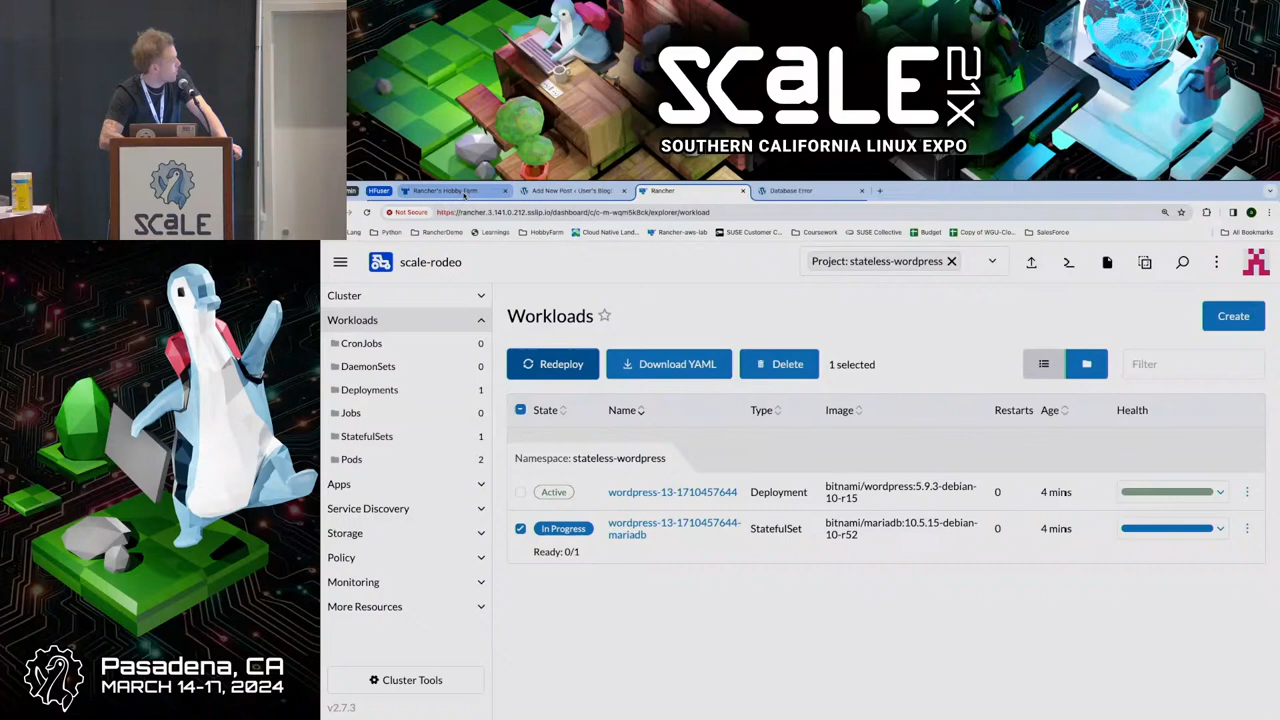 SCALE 21X
SOUTHERN CALIFORNIA LINUX EXPO
SCALE
min
HFuser
Rancher's Hobby Farm
Add New Post ‹ User's Blog!
Rancher
Database Error
Not Secure
https://rancher.3.141.0.212.sslip.io/dashboard/c/c-m-wqm5k8ck/explorer/workload
Lang
Python
RancherDemo
Learnings
HobbyFarm
Cloud Native Land...
Rancher-aws-lab
SUSE Customer C...
Coursework
SUSE Collective
Budget
Copy of WGU-Clo...
SalesForce
All Bookmarks
scale-rodeo
Project: stateless-wordpress
Cluster
Workloads
CronJobs 0
DaemonSets 0
Deployments 1
Jobs 0
StatefulSets 1
Pods 2
Apps
Service Discovery
Storage
Policy
Monitoring
More Resources
Cluster Tools
v2.7.3
Workloads
Create
Redeploy
Download YAML
Delete
1 selected
Filter
State Name Type Image Restarts Age Health
Namespace: stateless-wordpress
Active wordpress-13-1710457644 Deployment bitnami/wordpress:5.9.3-debian-
10-r15 0 4 mins
In Progress wordpress-13-1710457644-
mariadb StatefulSet bitnami/mariadb:10.5.15-debian-
10-r52 0 4 mins
Ready: 0/1
Pasadena, CA
MARCH 14-17, 2024